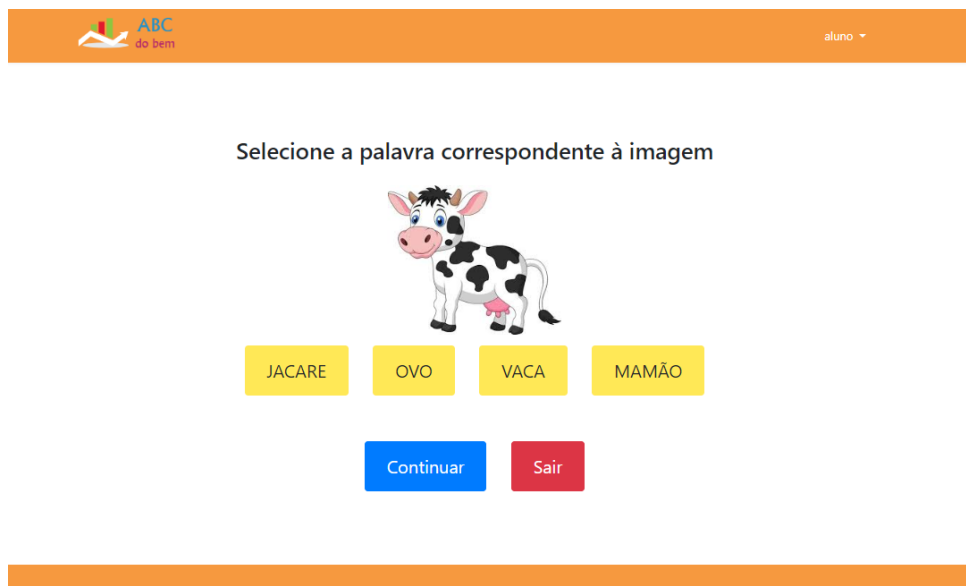 ABC
do bem
aluno
Selecione a palavra correspondente à imagem
JACARE OVO VACA MAMÃO
Continuar Sair